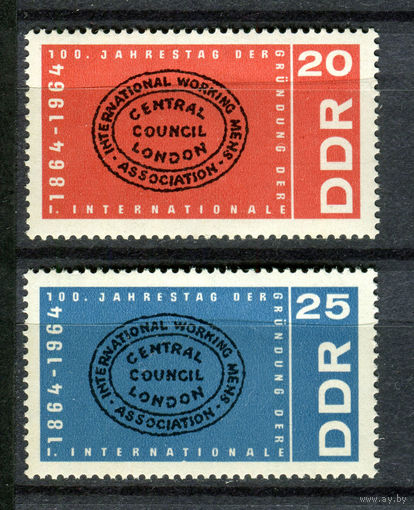 100. JAHRESTAG DER
GRÜNDUNG DER
I. INTERNATIONALE
1864-1964
INTERNATIONAL WORKING MENS
ASSOCIATION
CENTRAL
COUNCIL
LONDON
20
DDR
100. JAHRESTAG DER
GRÜNDUNG DER
I. INTERNATIONALE
1864-1964
INTERNATIONAL WORKING MENS
ASSOCIATION
CENTRAL
COUNCIL
LONDON
25
DDR
ay.by